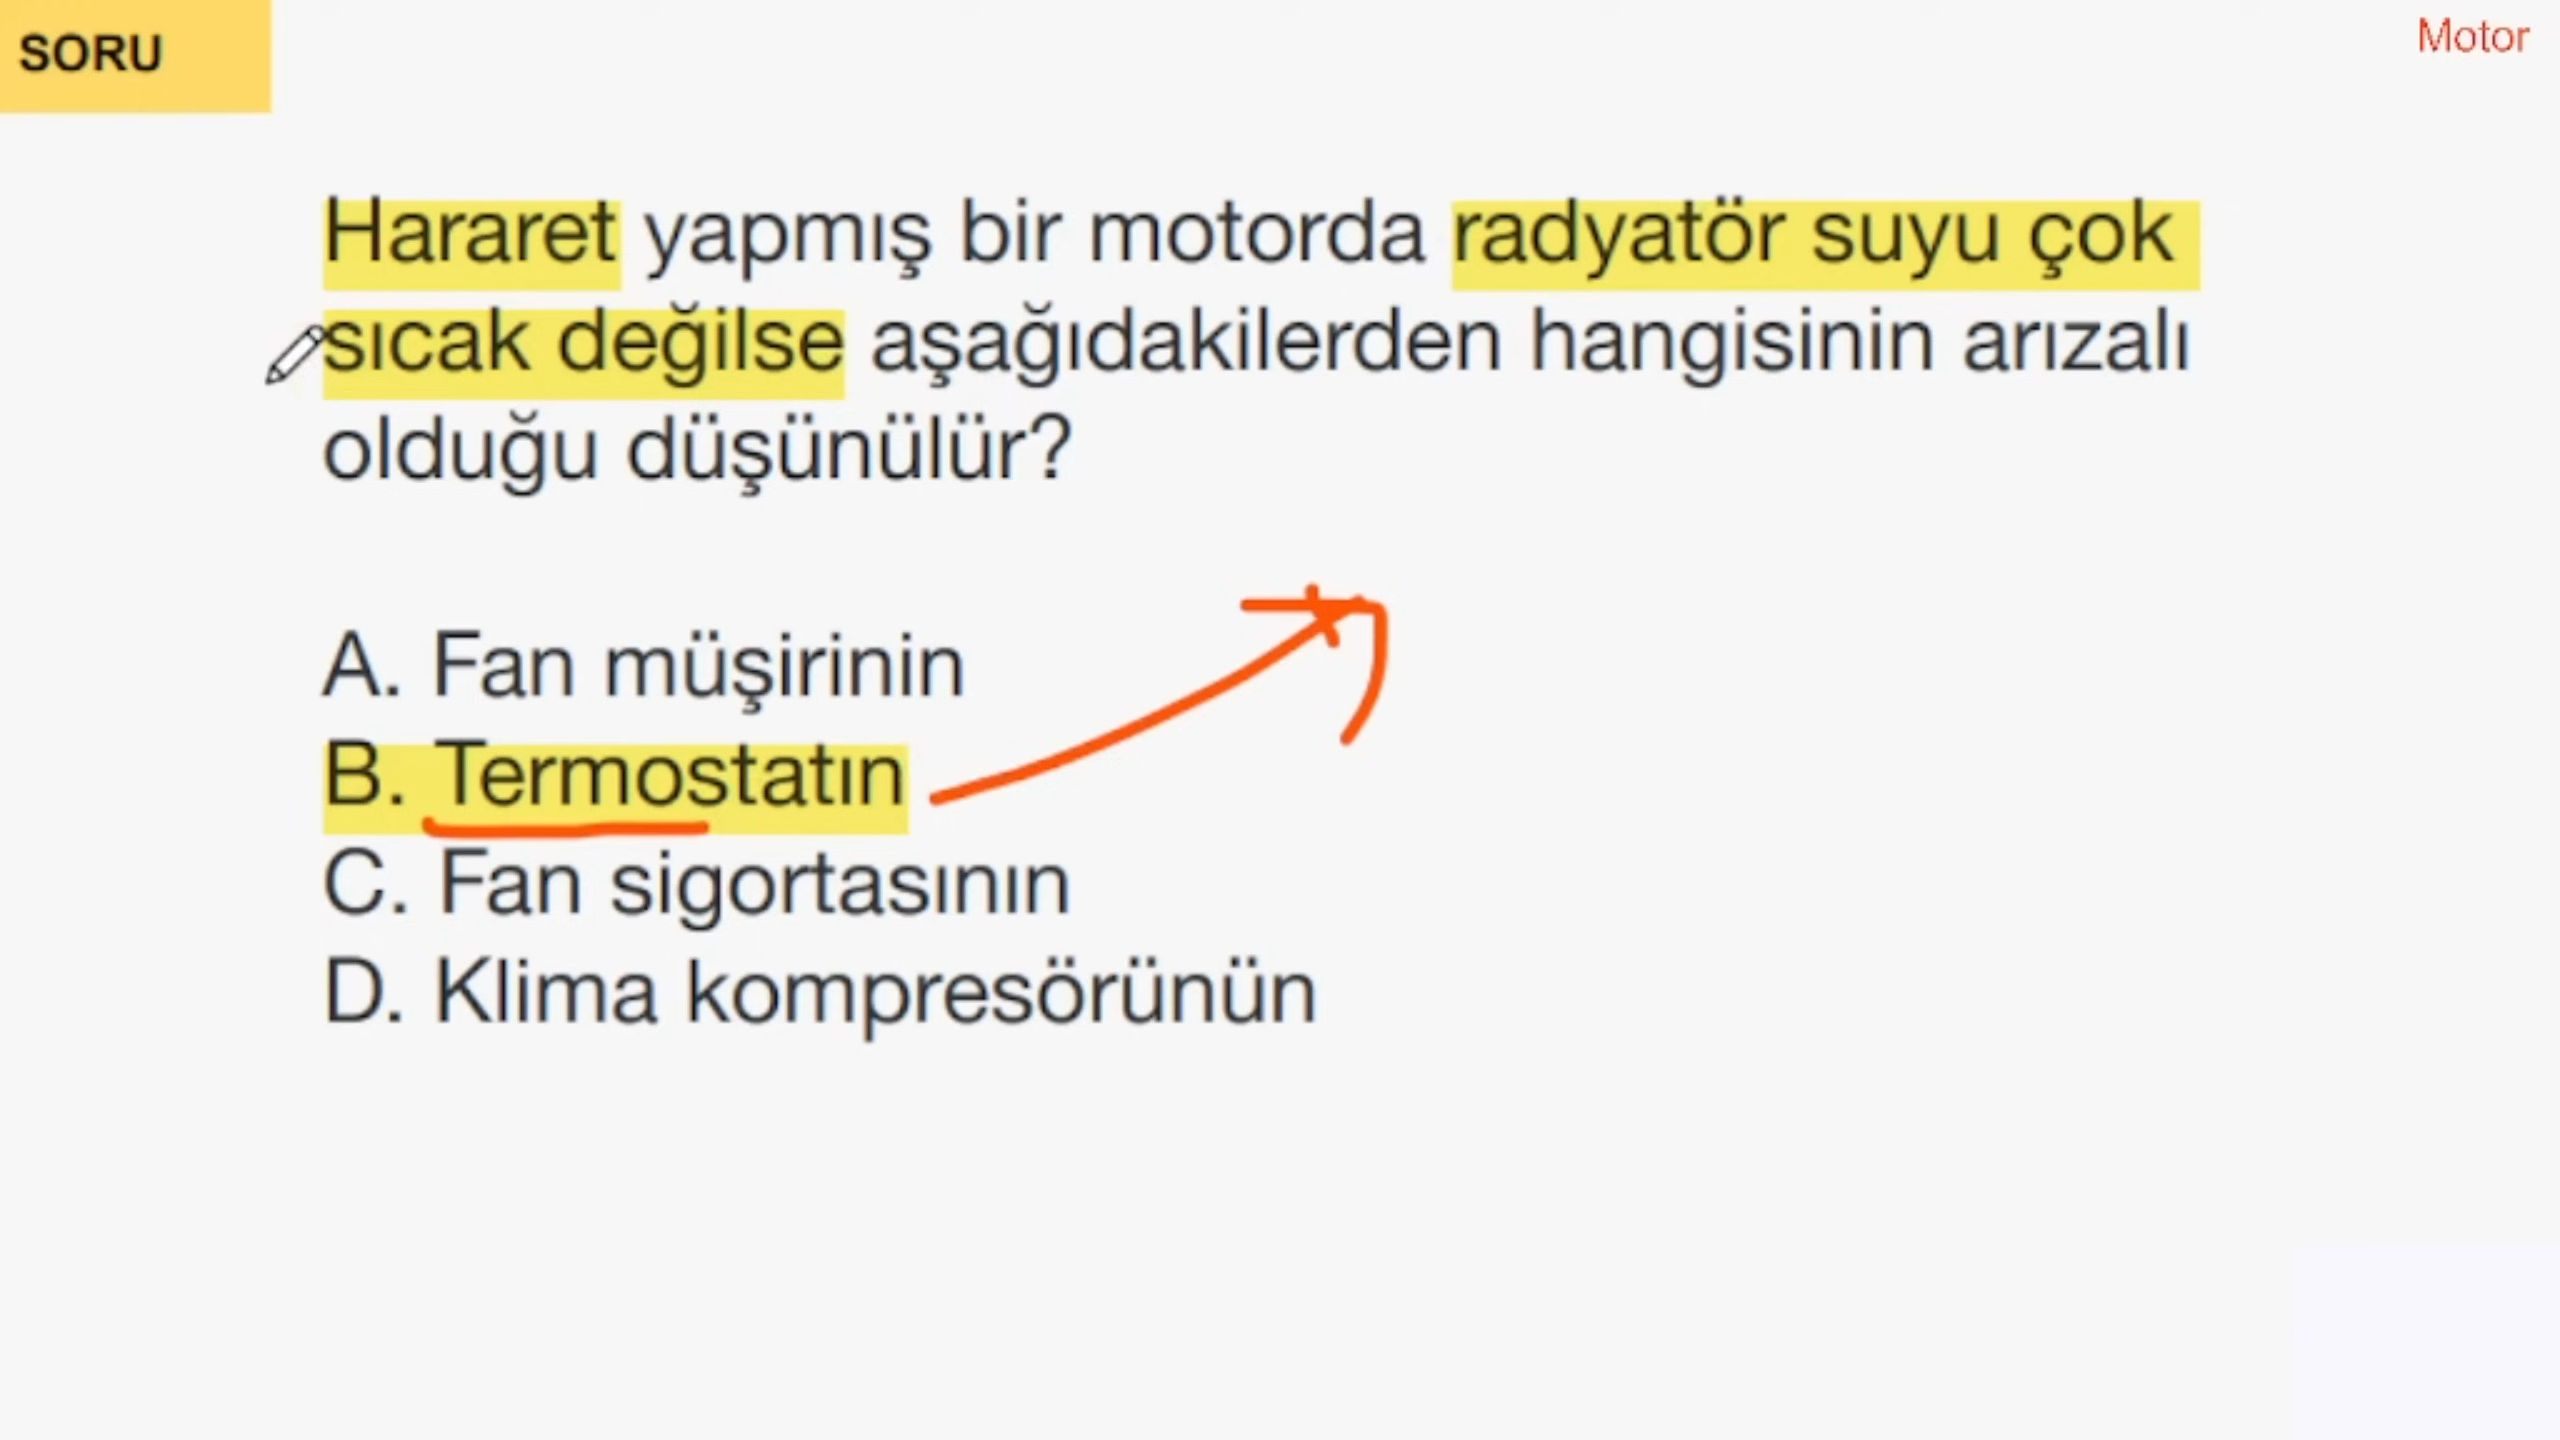 SORU
Motor
Hararet yapmış bir motorda radyatör suyu çok
sıcak değilse aşağıdakilerden hangisinin arızalı
olduğu düşünülür?
A. Fan müşirinin
B. Termostatın
C. Fan sigortasının
D. Klima kompresörünün